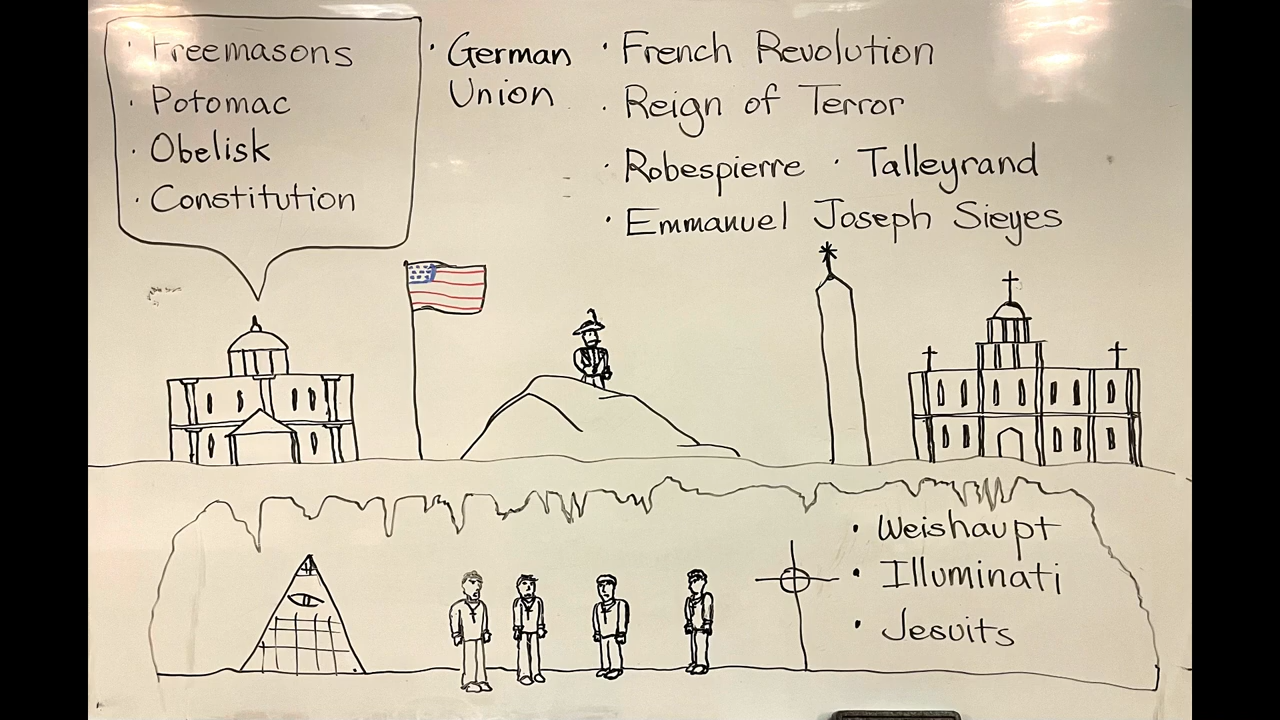 · Freemasons
· Potomac
· Obelisk
· Constitution
· German
Union
· French Revolution
· Reign of Terror
· Robespierre · Talleyrand
· Emmanuel Joseph Sieyes
· Weishaupt
· Illuminati
· Jesuits